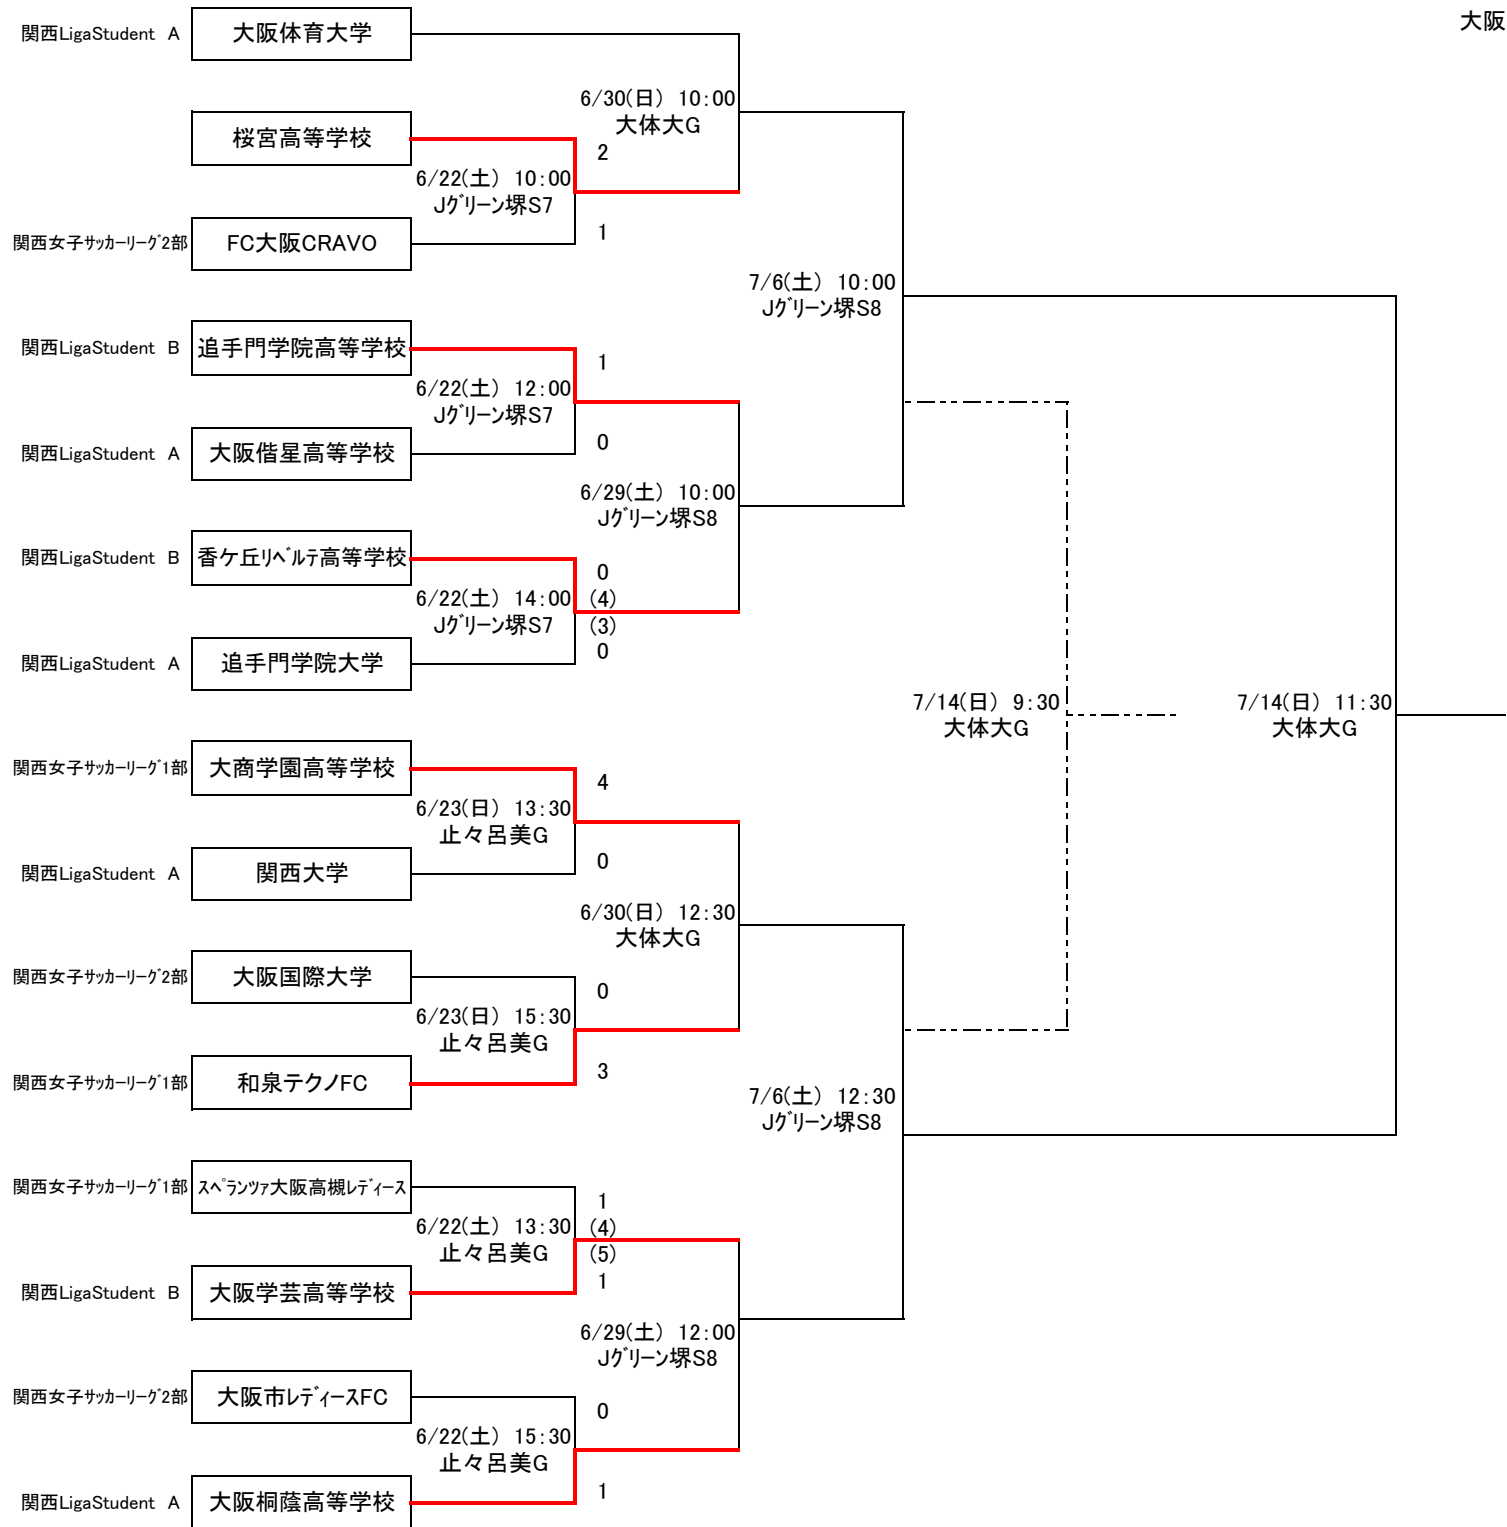 大阪
関西LigaStudent A
大阪体育大学
6/30(日) 10:00
大体大G
桜宮高等学校
2
6/22(土) 10:00
Jグリーン堺S7
関西女子サッカーリーグ2部
FC大阪CRAVO
1
7/6(土) 10:00
Jグリーン堺S8
関西LigaStudent B
追手門学院高等学校
1
6/22(土) 12:00
Jグリーン堺S7
関西LigaStudent A
大阪偕星高等学校
0
6/29(土) 10:00
Jグリーン堺S8
関西LigaStudent B
香ケ丘リベルテ高等学校
0
6/22(土) 14:00
(4)
Jグリーン堺S7
(3)
関西LigaStudent A
追手門学院大学
0
7/14(日) 9:30
大体大G
7/14(日) 11:30
大体大G
関西女子サッカーリーグ1部
大商学園高等学校
4
6/23(日) 13:30
止々呂美G
関西LigaStudent A
関西大学
0
6/30(日) 12:30
大体大G
関西女子サッカーリーグ2部
大阪国際大学
0
6/23(日) 15:30
止々呂美G
関西女子サッカーリーグ1部
和泉テクノFC
3
7/6(土) 12:30
Jグリーン堺S8
関西女子サッカーリーグ1部
スペランツァ大阪高槻レディース
1
6/22(土) 13:30
(4)
止々呂美G
(5)
関西LigaStudent B
大阪学芸高等学校
1
6/29(土) 12:00
Jグリーン堺S8
関西女子サッカーリーグ2部
大阪市レディースFC
0
6/22(土) 15:30
止々呂美G
関西LigaStudent A
大阪桐蔭高等学校
1